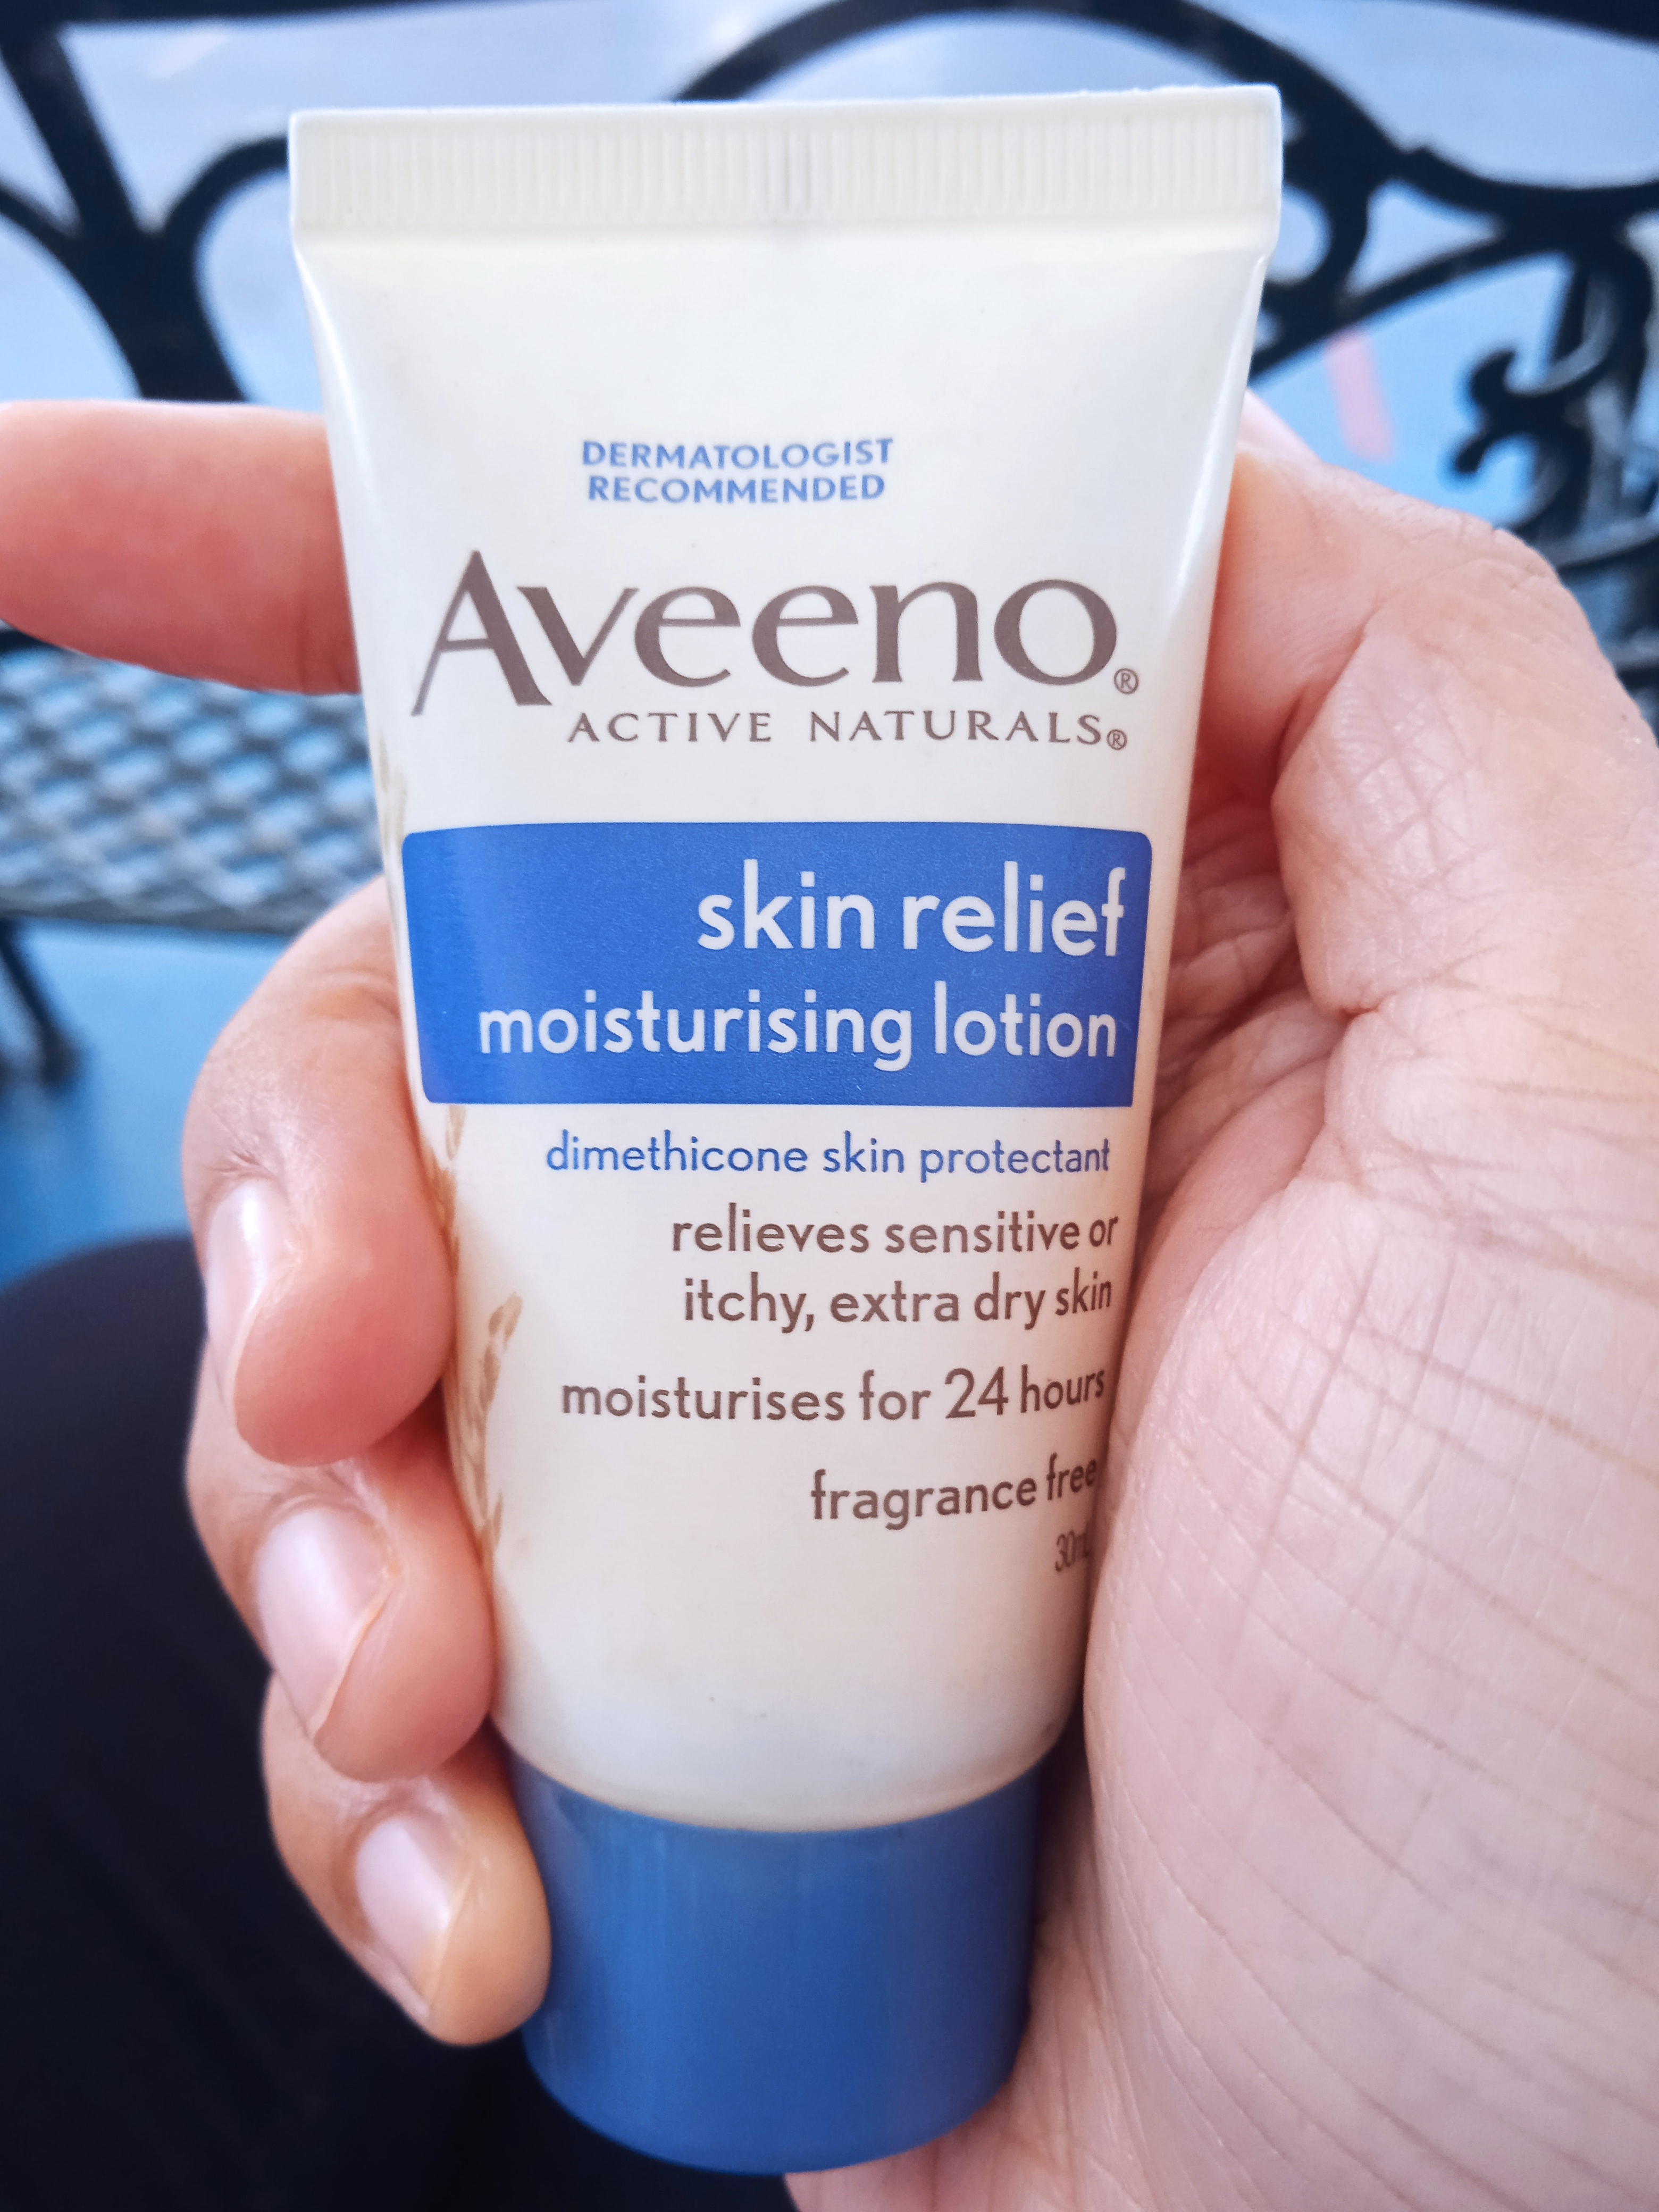 DERMATOLOGIST
RECOMMENDED
Aveeno®
ACTIVE NATURALS®
skin relief
moisturising lotion
dimethicone skin protectant
relieves sensitive or
itchy, extra dry skin
moisturises for 24 hours
fragrance free
30mL